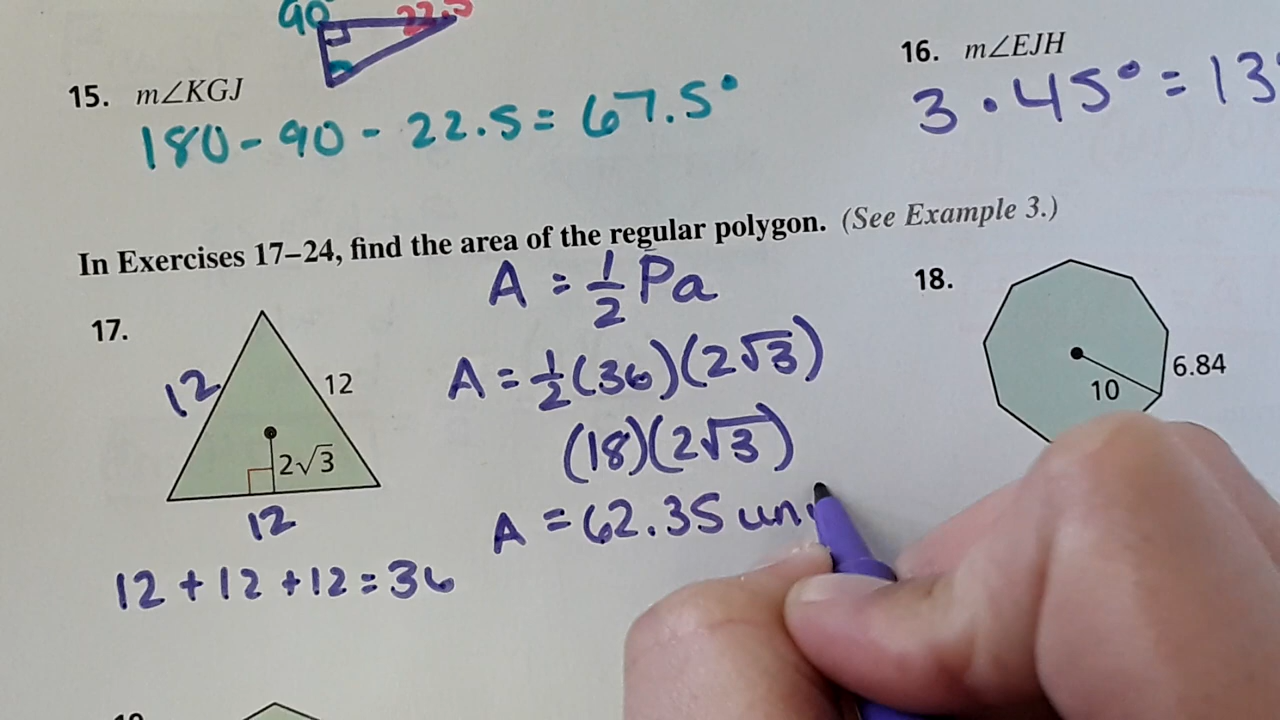 90 22.5
15. m∠KGJ
180 - 90 - 22.5 = 67.5°
16. m∠EJH
3 · 45° = 13
In Exercises 17–24, find the area of the regular polygon. (See Example 3.)
A = 1/2 Pa
17.
12 12
2√3
12
12 + 12 + 12 = 36
A = 1/2 (36)(2√3)
(18)(2√3)
A = 62.35 un
18.
6.84
10